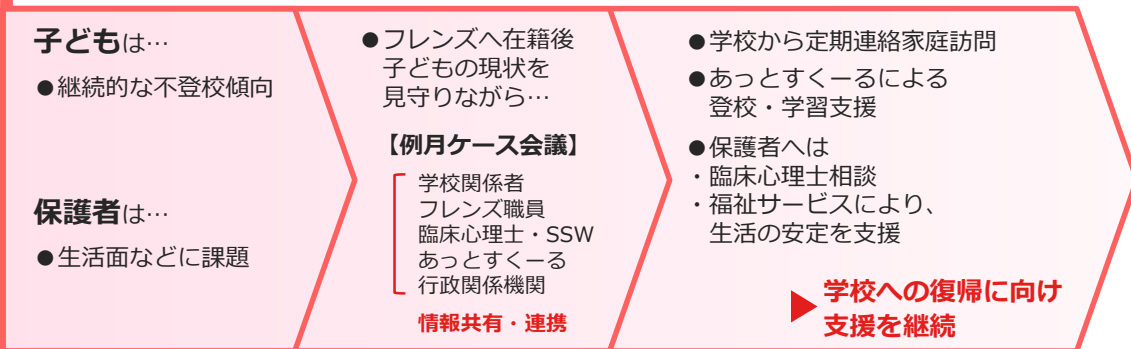 子どもは…
●継続的な不登校傾向
保護者は…
●生活面などに課題
●フレンズへ在籍後
子どもの現状を
見守りながら…
【例月ケース会議】
学校関係者
フレンズ職員
臨床心理士・SSW
あっとすくーる
行政関係機関
情報共有・連携
●学校から定期連絡家庭訪問
●あっとすくーるによる
登校・学習支援
●保護者へは
・臨床心理士相談
・福祉サービスにより、
生活の安定を支援
▶学校への復帰に向け
支援を継続